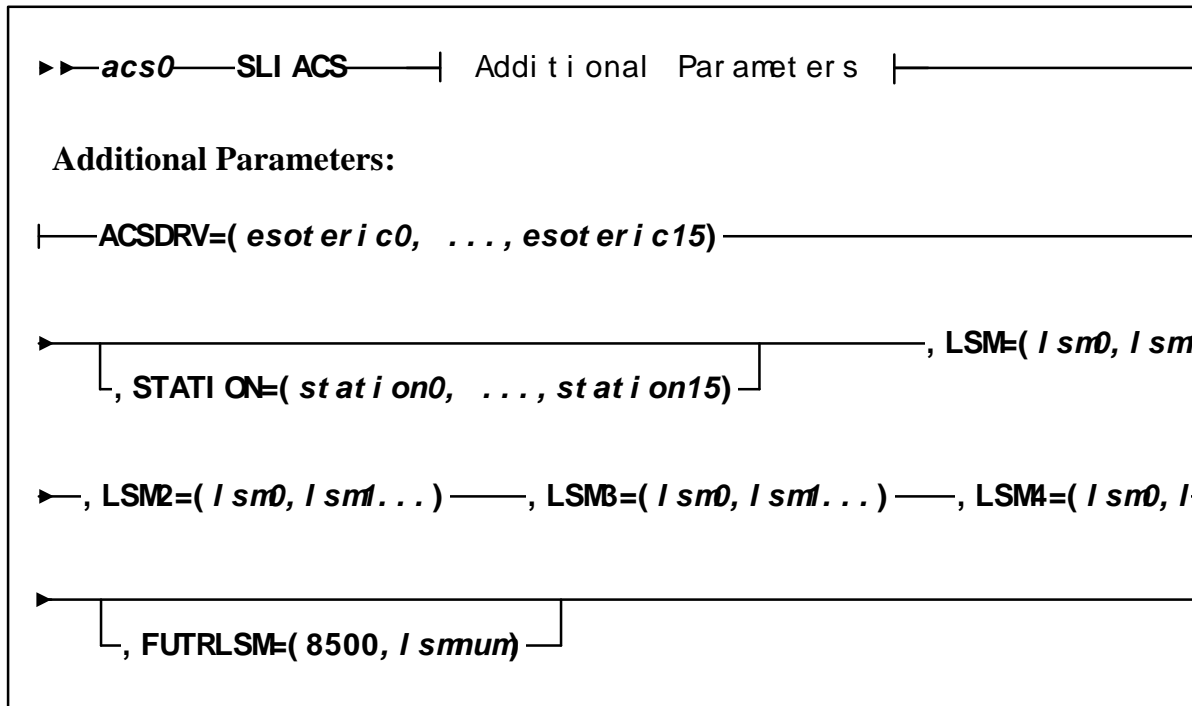 acs0 SLIACS Additional Parameters
Additional Parameters:
ACSDRV=(esoteric0, ...,esoteric15)
,LSM=(lsm0,lsm
,STATION=(station0, ...,station15)
,LSM2=(lsm0,lsm1...) ,LSM3=(lsm0,lsm1...) ,LSM4=(lsm0,l
,FUTRLSM=(8500,lsmnum)